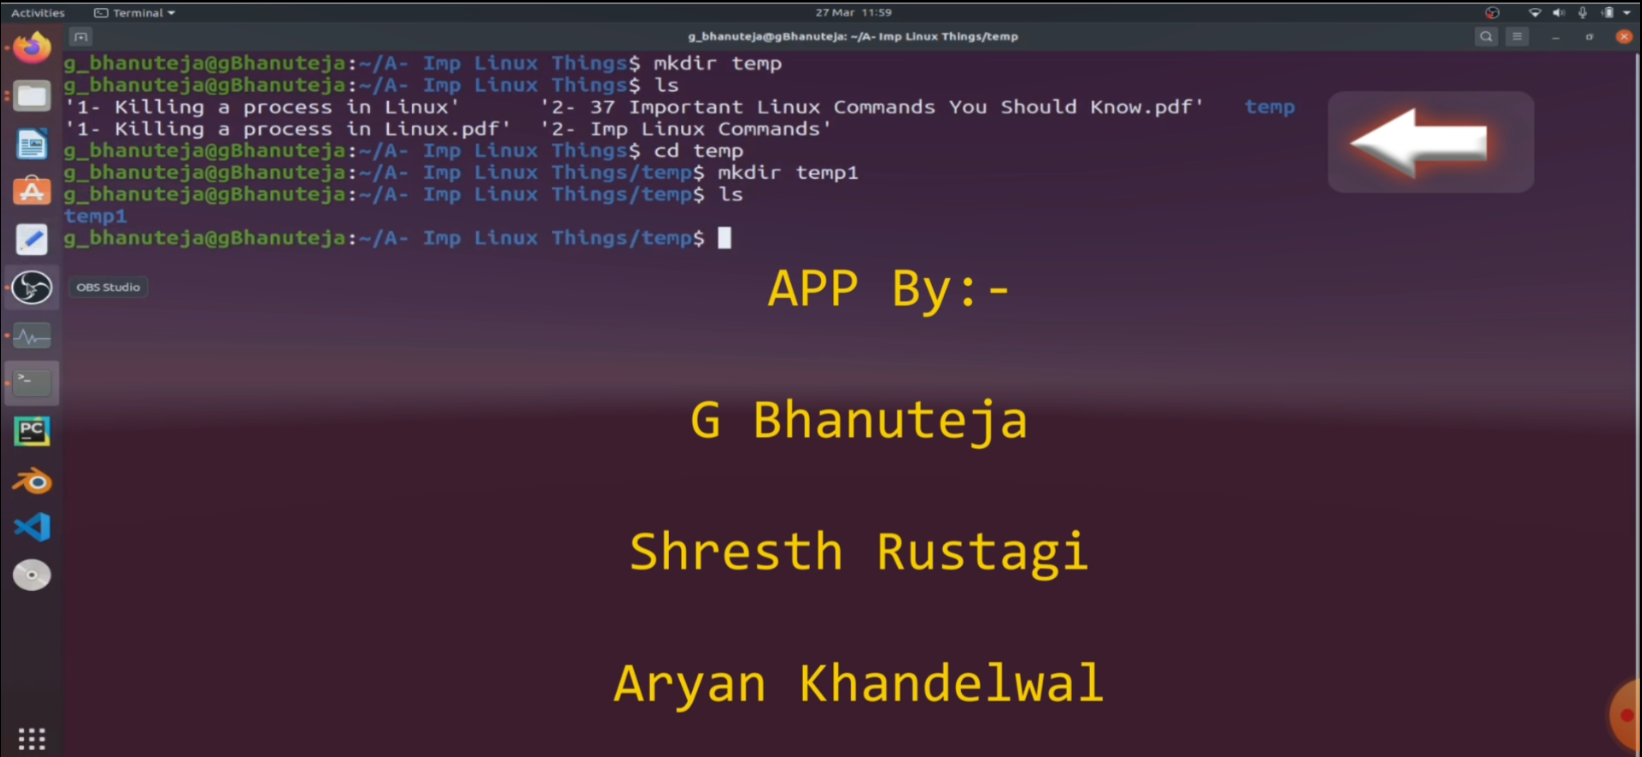 Activities
Terminal
27 Mar 11:59
g_bhanuteja@gBhanuteja: ~/A- Imp Linux Things/temp
g_bhanuteja@gBhanuteja:~/A- Imp Linux Things$ mkdir temp
g_bhanuteja@gBhanuteja:~/A- Imp Linux Things$ ls
'1- Killing a process in Linux' '2- 37 Important Linux Commands You Should Know.pdf' temp
'1- Killing a process in Linux.pdf' '2- Imp Linux Commands'
g_bhanuteja@gBhanuteja:~/A- Imp Linux Things$ cd temp
g_bhanuteja@gBhanuteja:~/A- Imp Linux Things/temp$ mkdir temp1
g_bhanuteja@gBhanuteja:~/A- Imp Linux Things/temp$ ls
temp1
g_bhanuteja@gBhanuteja:~/A- Imp Linux Things/temp$
OBS Studio
PC
APP By:-
G Bhanuteja
Shresth Rustagi
Aryan Khandelwal